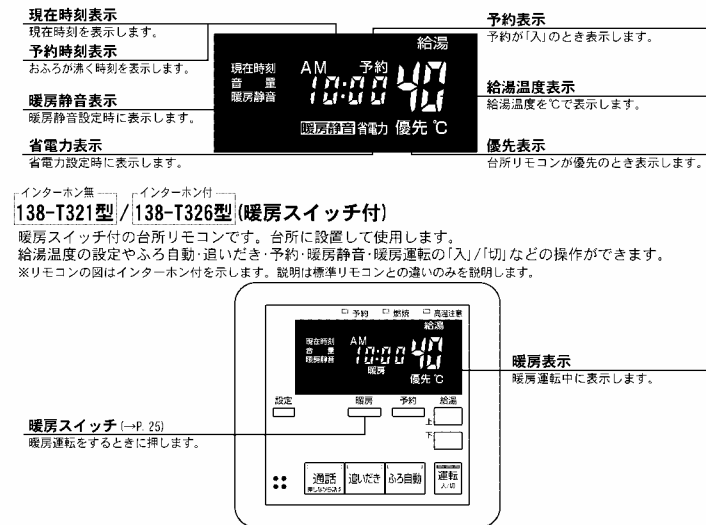 現在時刻表示
現在時刻を表示します。
予約時刻表示
おふろが沸く時刻を表示します。
暖房静音表示
暖房静音設定時に表示します。
省電力表示
省電力設定時に表示します。
給湯
現在時刻 AM 予約
音 量 10:00 40
暖房静音
暖房静音 省電力 優先 ℃
予約表示
予約が「入」のとき表示します。
給湯温度表示
給湯温度を℃で表示します。
優先表示
台所リモコンが優先のとき表示します。
インターホン無 インターホン付
138-T321型/138-T326型(暖房スイッチ付)
暖房スイッチ付の台所リモコンです。台所に設置して使用します。
給湯温度の設定やふろ自動・追いだき・予約・暖房静音・暖房運転の「入」/「切」などの操作ができます。
※リモコンの図はインターホン付を示します。説明は標準リモコンとの違いのみを説明します。
予約 燃焼 高温注意
給湯
現在時刻 AM
音 量 10:00 40
暖房静音
暖房
優先 ℃
設定 暖房 予約 給湯
上
下
通話 追いだき ふろ自動 運転
押しながら話す 入/切
暖房表示
暖房運転中に表示します。
暖房スイッチ(→P. 25)
暖房運転をするときに押します。